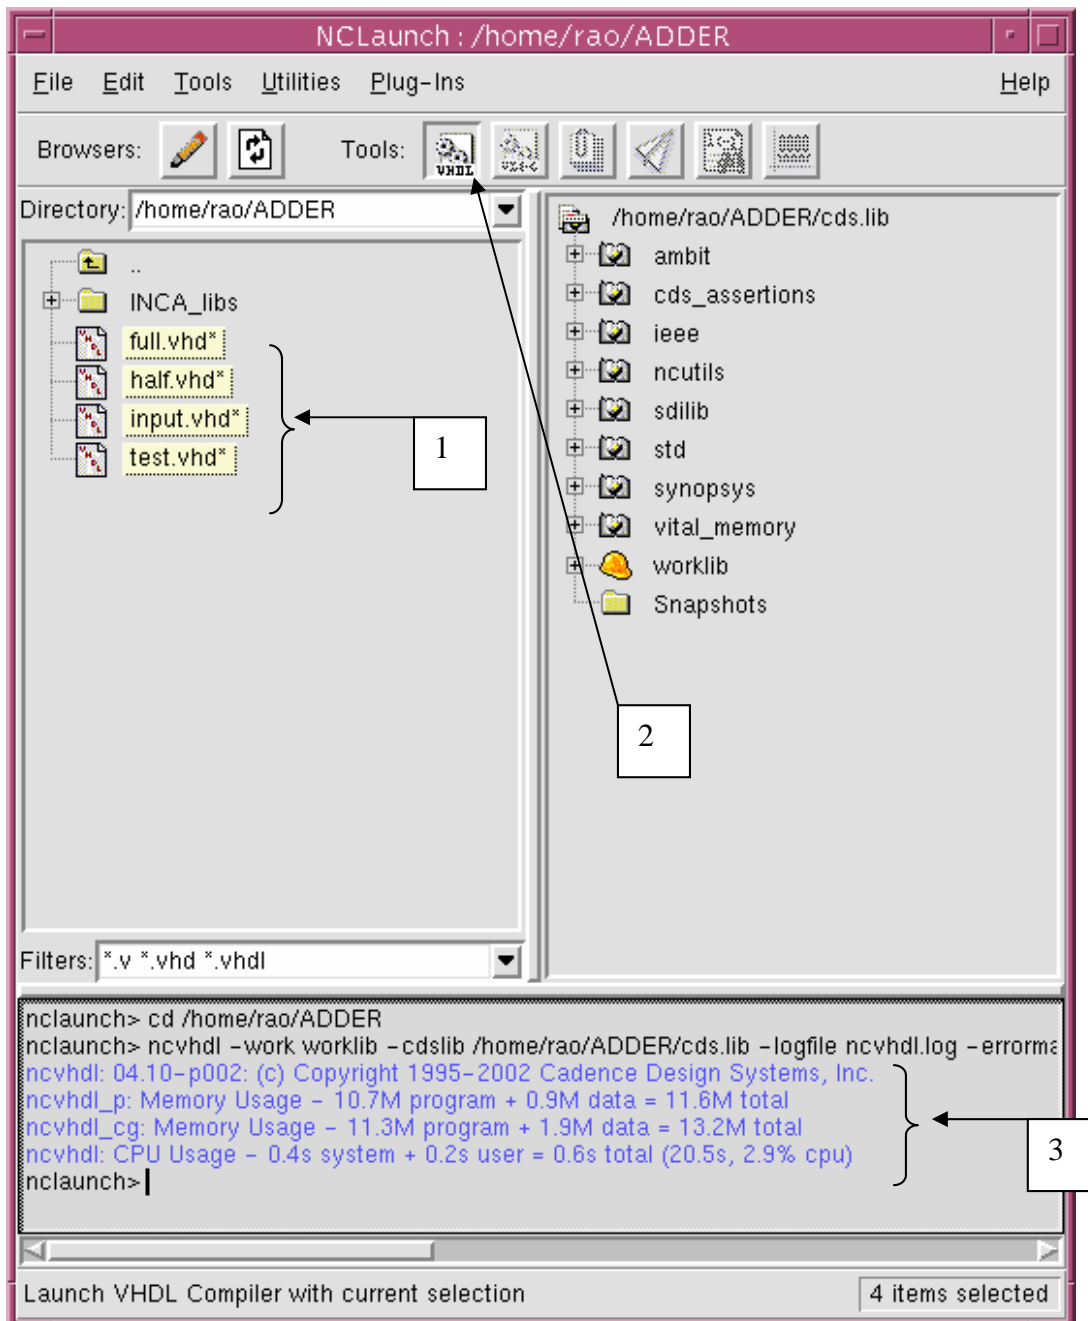 NCLaunch : /home/rao/ADDER
File Edit Tools Utilities Plug-Ins Help
Browsers: Tools:
VHDL
Directory: /home/rao/ADDER
..
INCA_libs
full.vhd*
half.vhd*
input.vhd*
test.vhd*
1
/home/rao/ADDER/cds.lib
ambit
cds_assertions
ieee
ncutils
sdilib
std
synopsys
vital_memory
worklib
Snapshots
2
Filters: *.v *.vhd *.vhdl
nclaunch> cd /home/rao/ADDER
nclaunch> ncvhdl -work worklib -cdslib /home/rao/ADDER/cds.lib -logfile ncvhdl.log -errorma
ncvhdl: 04.10-p002: (c) Copyright 1995-2002 Cadence Design Systems, Inc.
ncvhdl_p: Memory Usage - 10.7M program + 0.9M data = 11.6M total
ncvhdl_cg: Memory Usage - 11.3M program + 1.9M data = 13.2M total
ncvhdl: CPU Usage - 0.4s system + 0.2s user = 0.6s total (20.5s, 2.9% cpu)
nclaunch>
3
Launch VHDL Compiler with current selection
4 items selected